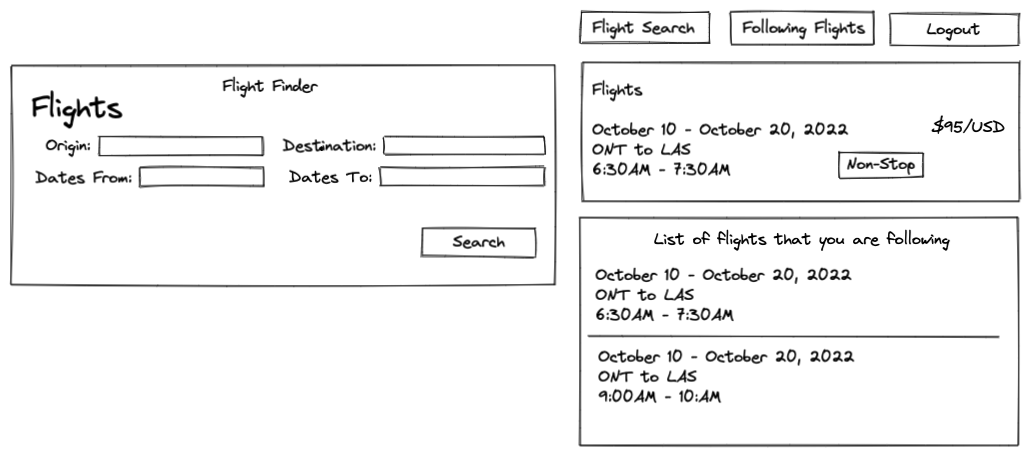 Flight Finder
Flights
Origin: Destination:
Dates From: Dates To:
Search
Flight Search Following Flights Logout
Flights
October 10 - October 20, 2022 $95/USD
ONT to LAS
6:30AM - 7:30AM Non-Stop
List of flights that you are following
October 10 - October 20, 2022
ONT to LAS
6:30AM - 7:30AM
October 10 - October 20, 2022
ONT to LAS
9:00AM - 10:AM